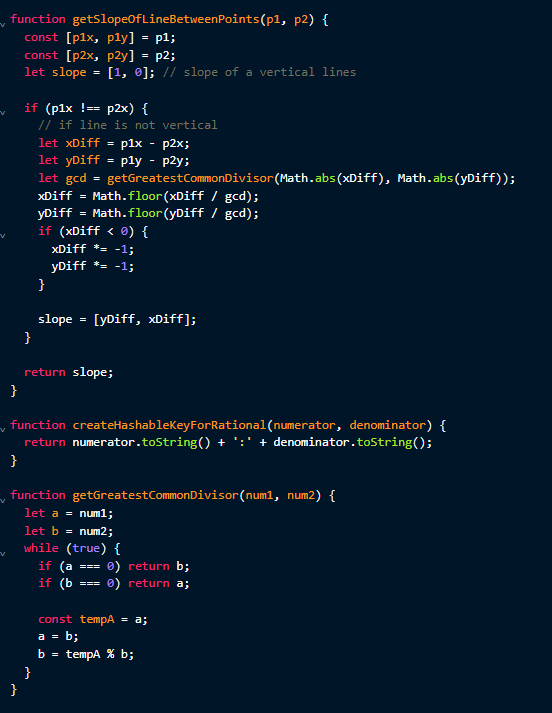 function getSlopeOfLineBetweenPoints(p1, p2) {
  const [p1x, p1y] = p1;
  const [p2x, p2y] = p2;
  let slope = [1, 0]; // slope of a vertical lines

  if (p1x !== p2x) {
    // if line is not vertical
    let xDiff = p1x - p2x;
    let yDiff = p1y - p2y;
    let gcd = getGreatestCommonDivisor(Math.abs(xDiff), Math.abs(yDiff));
    xDiff = Math.floor(xDiff / gcd);
    yDiff = Math.floor(yDiff / gcd);
    if (xDiff < 0) {
      xDiff *= -1;
      yDiff *= -1;
    }

    slope = [yDiff, xDiff];
  }

  return slope;
}

function createHashableKeyForRational(numerator, denominator) {
  return numerator.toString() + ':' + denominator.toString();
}

function getGreatestCommonDivisor(num1, num2) {
  let a = num1;
  let b = num2;
  while (true) {
    if (a === 0) return b;
    if (b === 0) return a;

    const tempA = a;
    a = b;
    b = tempA % b;
  }
}